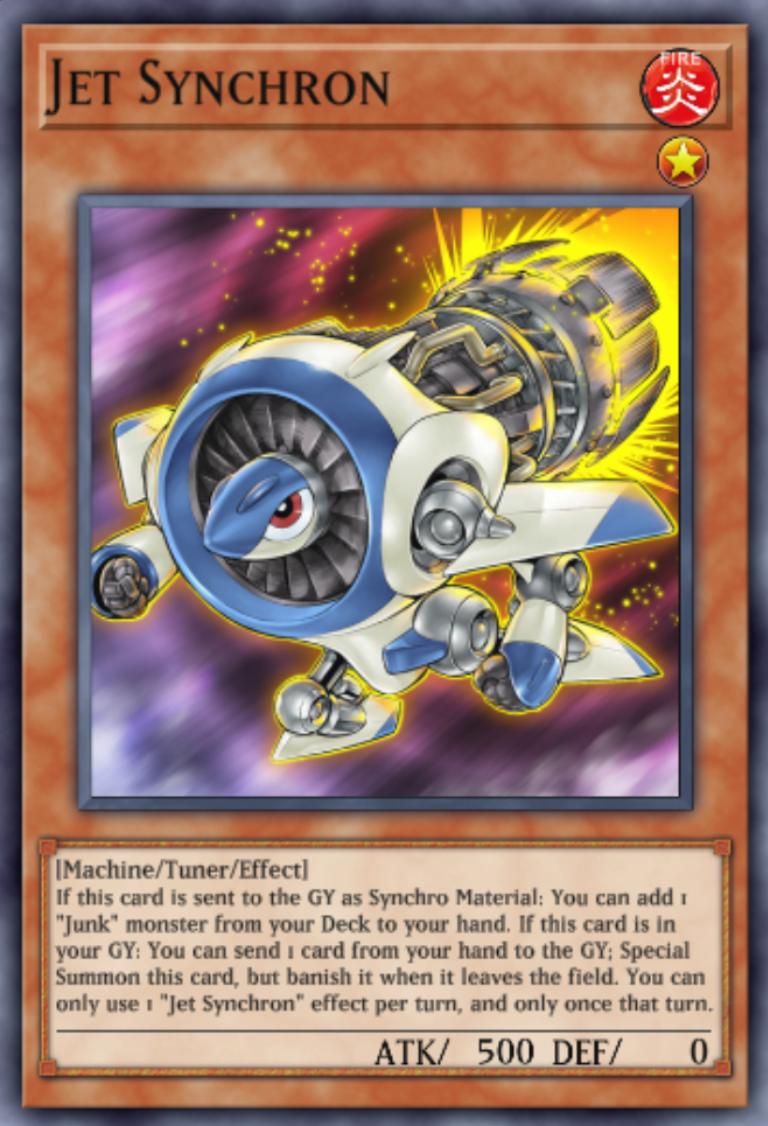 JET SYNCHRON
FIRE
炎
[Machine/Tuner/Effect]
If this card is sent to the GY as Synchro Material: You can add 1
"Junk" monster from your Deck to your hand. If this card is in
your GY: You can send 1 card from your hand to the GY; Special
Summon this card, but banish it when it leaves the field. You can
only use 1 "Jet Synchron" effect per turn, and only once that turn.
ATK/ 500 DEF/ 0